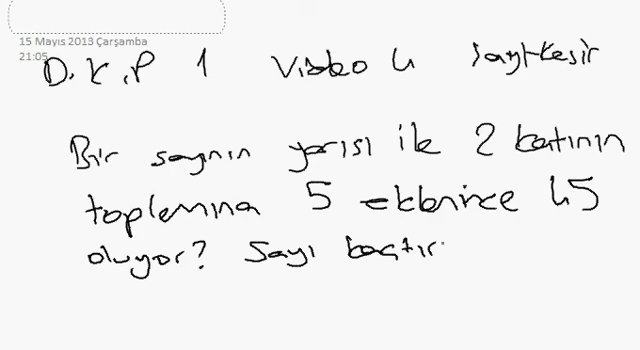 15 Mayıs 2013 Çarşamba
21:05
D.K.P 1 Video 4 Sayı-kesir
Bir sayının yarısı ile 2 katının
toplamına 5 eklenince 45
oluyor? Sayı kaçtır